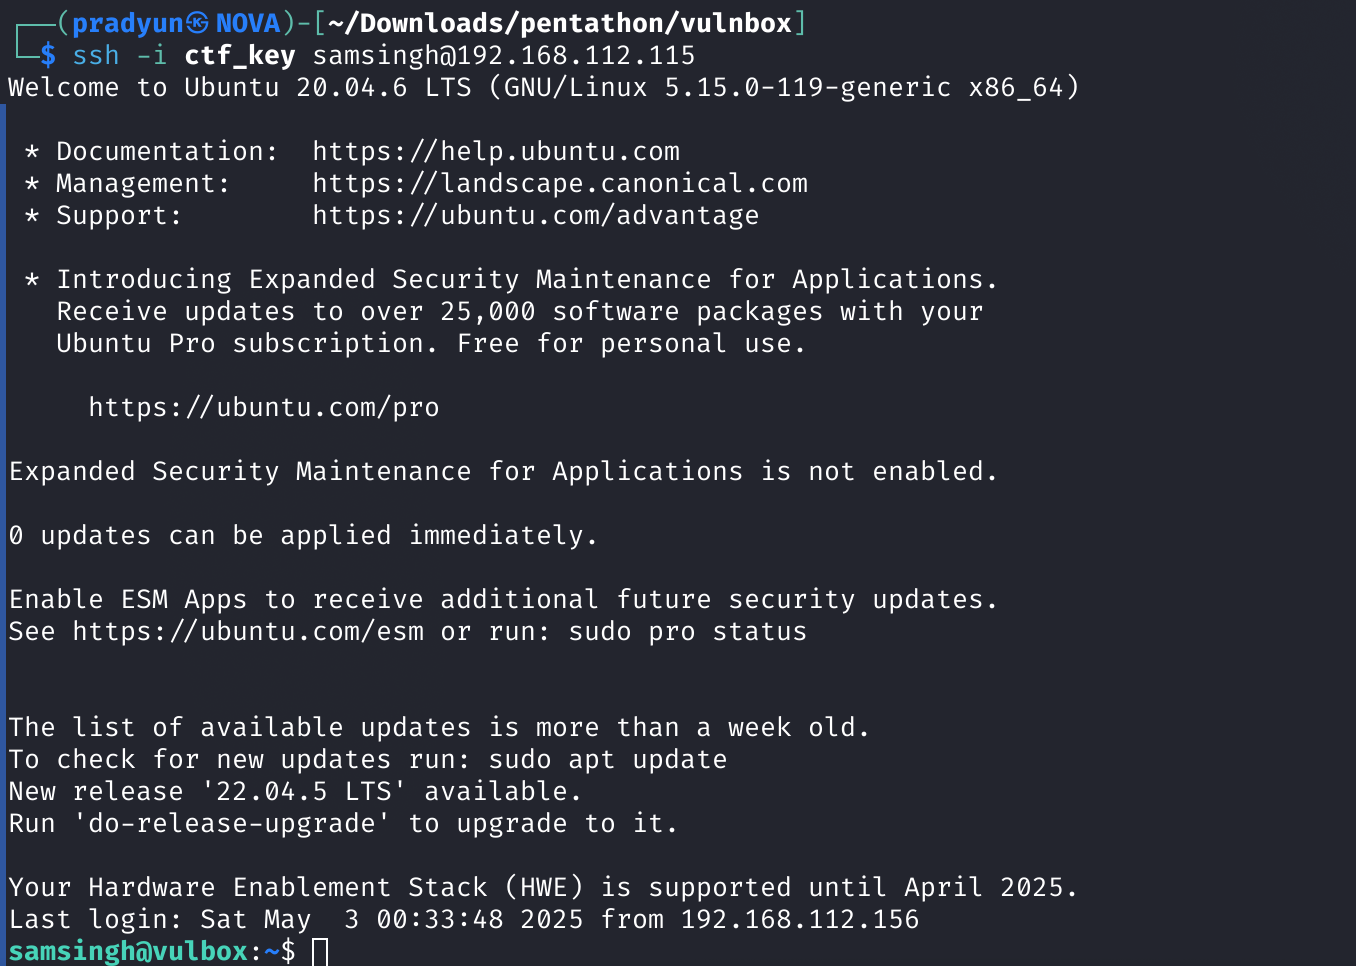 ┌──(pradyun㉿NOVA)-[~/Downloads/pentathon/vulnbox]
└─$ ssh -i ctf_key samsingh@192.168.112.115
Welcome to Ubuntu 20.04.6 LTS (GNU/Linux 5.15.0-119-generic x86_64)
* Documentation:  https://help.ubuntu.com
* Management:     https://landscape.canonical.com
* Support:        https://ubuntu.com/advantage
* Introducing Expanded Security Maintenance for Applications.
Receive updates to over 25,000 software packages with your
Ubuntu Pro subscription. Free for personal use.
https://ubuntu.com/pro
Expanded Security Maintenance for Applications is not enabled.
0 updates can be applied immediately.
Enable ESM Apps to receive additional future security updates.
See https://ubuntu.com/esm or run: sudo pro status
The list of available updates is more than a week old.
To check for new updates run: sudo apt update
New release '22.04.5 LTS' available.
Run 'do-release-upgrade' to upgrade to it.
Your Hardware Enablement Stack (HWE) is supported until April 2025.
Last login: Sat May  3 00:33:48 2025 from 192.168.112.156
samsingh@vulbox:~$